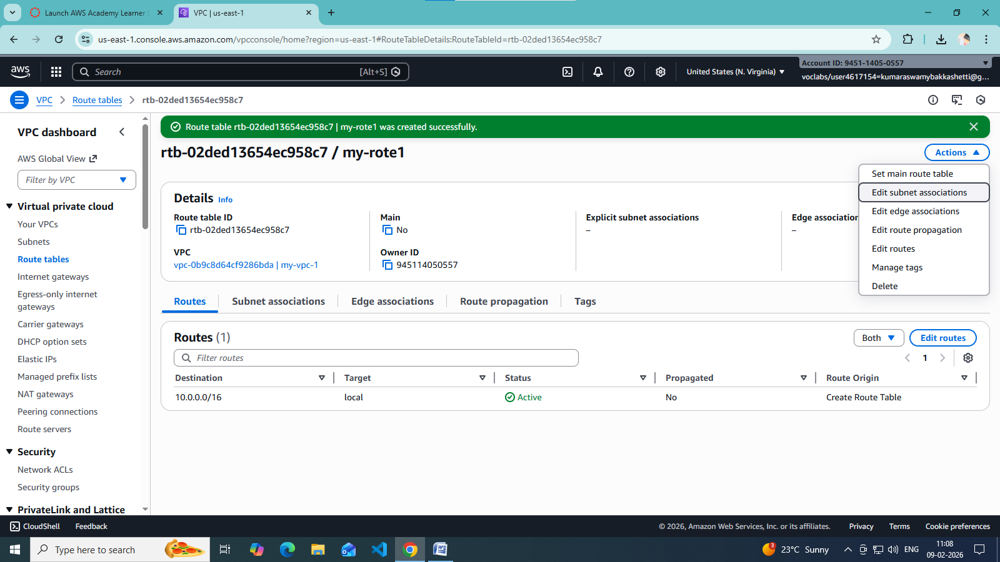 Launch AWS Academy Learner L
VPC | us-east-1
us-east-1.console.aws.amazon.com/vpcconsole/home?region=us-east-1#RouteTableDetails:RouteTableId=rtb-02ded13654ec958c7
aws
Search
[Alt+S]
United States (N. Virginia)
Account ID: 9451-1405-0557
voclabs/user4617154=kumaraswamybakkashetti@g...
VPC
Route tables
rtb-02ded13654ec958c7
VPC dashboard
AWS Global View
Filter by VPC
Virtual private cloud
Your VPCs
Subnets
Route tables
Internet gateways
Egress-only internet
gateways
Carrier gateways
DHCP option sets
Elastic IPs
Managed prefix lists
NAT gateways
Peering connections
Route servers
Security
Network ACLs
Security groups
PrivateLink and Lattice
Route table rtb-02ded13654ec958c7 | my-rote1 was created successfully.
rtb-02ded13654ec958c7 / my-rote1
Actions
Set main route table
Edit subnet associations
Edit edge associations
Edit route propagation
Edit routes
Manage tags
Delete
Details Info
Route table ID
rtb-02ded13654ec958c7
Main
No
Explicit subnet associations
–
Edge association
–
VPC
vpc-0b9c8d64cf9286bda | my-vpc-1
Owner ID
945114050557
Routes
Subnet associations
Edge associations
Route propagation
Tags
Routes (1)
Both
Edit routes
Filter routes
1
Destination
Target
Status
Propagated
Route Origin
10.0.0.0/16
local
Active
No
Create Route Table
CloudShell
Feedback
© 2026, Amazon Web Services, Inc. or its affiliates.
Privacy
Terms
Cookie preferences
Type here to search
3
23°C Sunny
ENG
11:08
09-02-2026